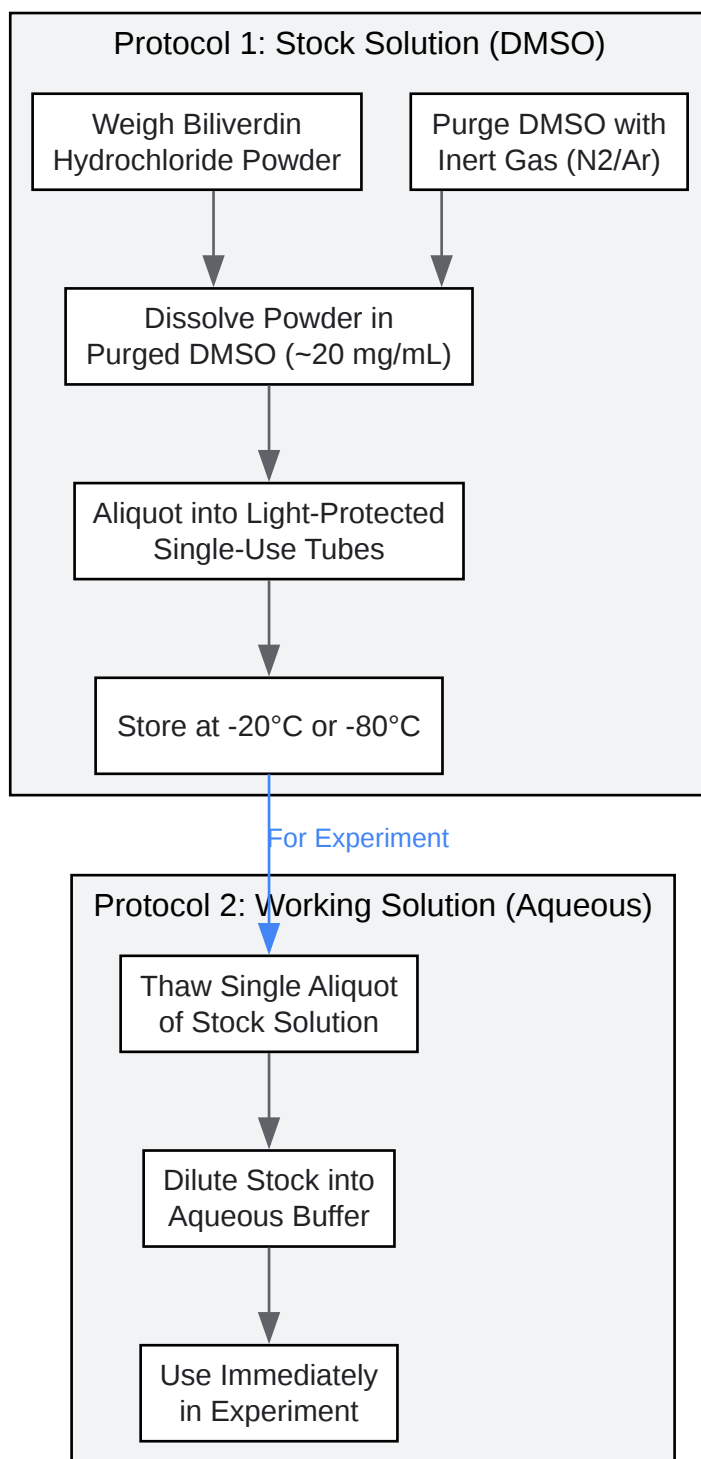 Protocol 1: Stock Solution (DMSO)
Weigh Biliverdin
Hydrochloride Powder
Purge DMSO with
Inert Gas (N2/Ar)
Dissolve Powder in
Purged DMSO (~20 mg/mL)
Aliquot into Light-Protected
Single-Use Tubes
Store at -20°C or -80°C
For Experiment
Protocol 2: Working Solution (Aqueous)
Thaw Single Aliquot
of Stock Solution
Dilute Stock into
Aqueous Buffer
Use Immediately
in Experiment